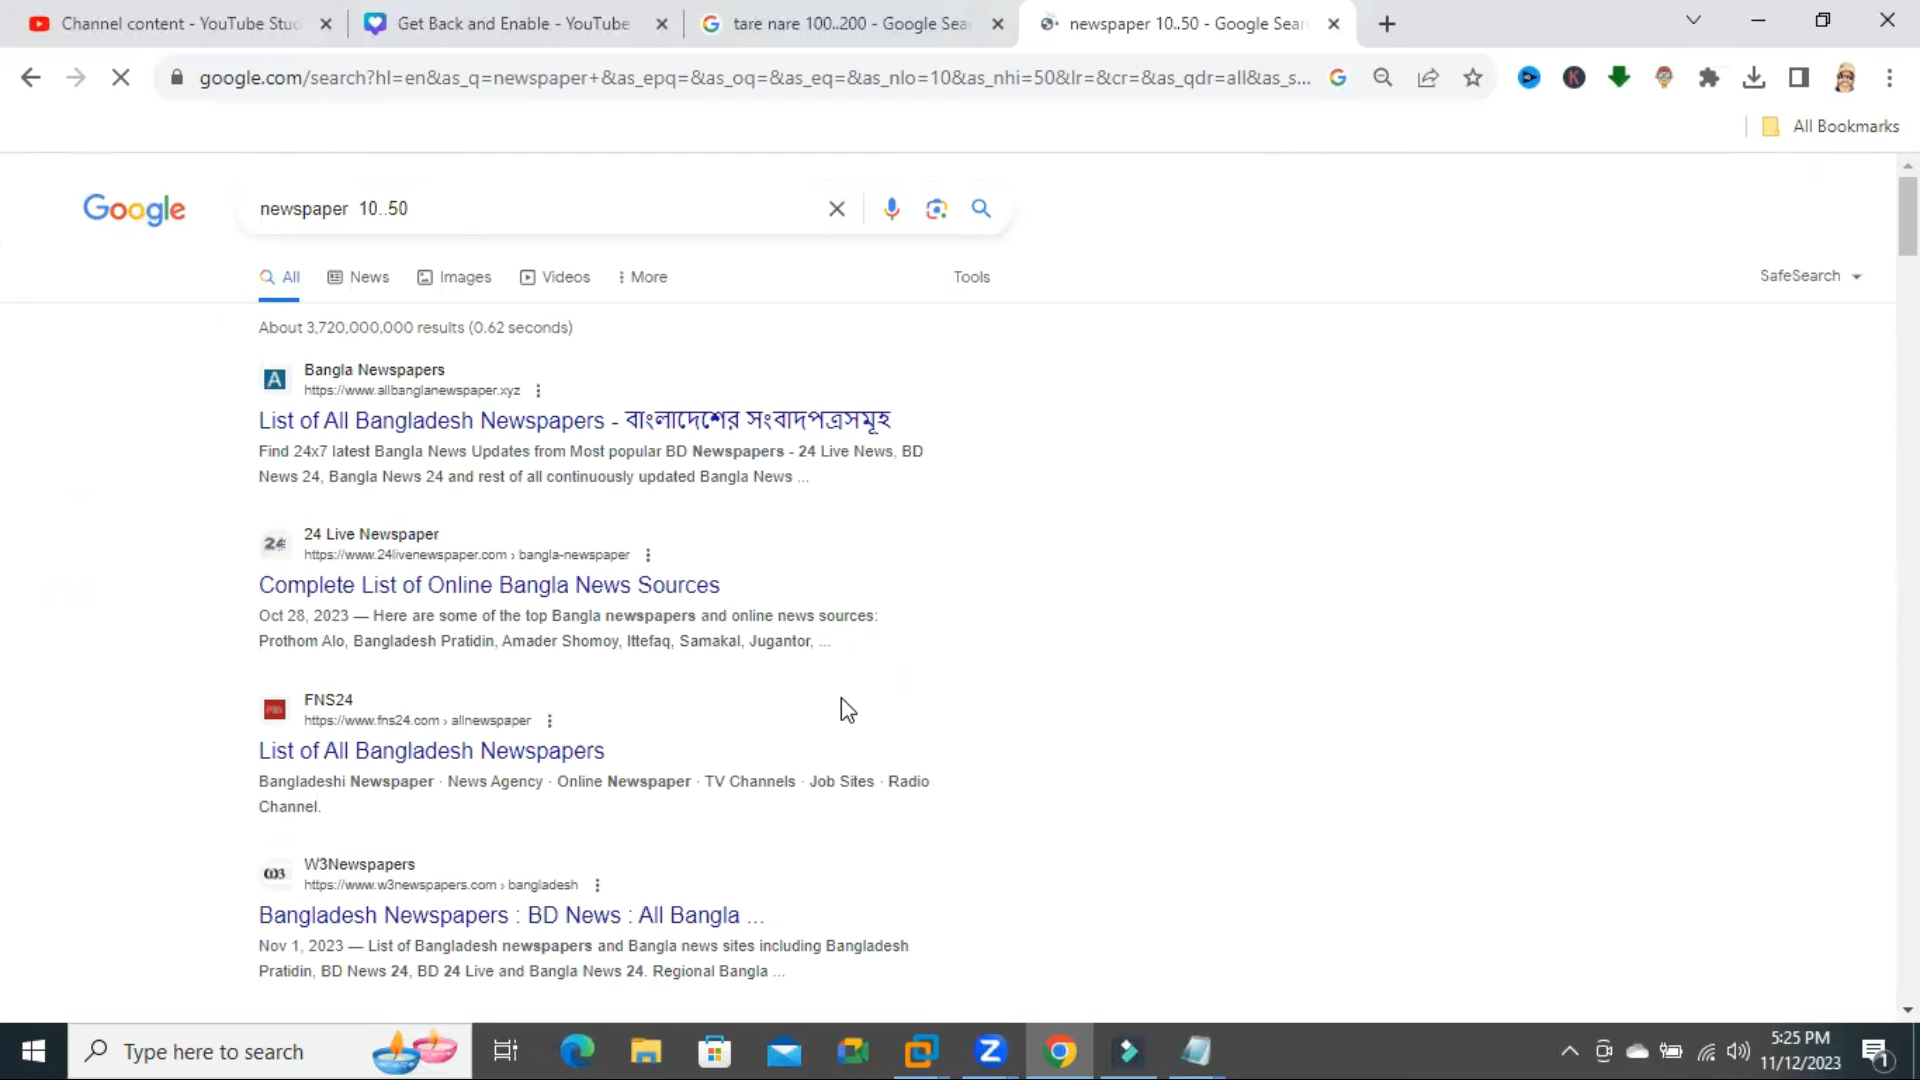 Channel content - YouTube Stu
Get Back and Enable - YouTube
tare nare 100..200 - Google Sea
newspaper 10..50 - Google Sear
google.com/search?hl=en&as_q=newspaper+&as_epq=&as_oq=&as_eq=&as_nlo=10&as_nhi=50&lr=&cr=&as_qdr=all&as_s...
All Bookmarks
Google
newspaper 10..50
All
News
Images
Videos
More
Tools
SafeSearch
About 3,720,000,000 results (0.62 seconds)
A
Bangla Newspapers
https://www.allbanglanewspaper.xyz
List of All Bangladesh Newspapers - বাংলাদেশের সংবাদপত্রসমূহ
Find 24x7 latest Bangla News Updates from Most popular BD Newspapers - 24 Live News, BD
News 24, Bangla News 24 and rest of all continuously updated Bangla News ...
24 Live Newspaper
https://www.24livenewspaper.com › bangla-newspaper
Complete List of Online Bangla News Sources
Oct 28, 2023 — Here are some of the top Bangla newspapers and online news sources:
Prothom Alo, Bangladesh Pratidin, Amader Shomoy, Ittefaq, Samakal, Jugantor, ...
FNS24
https://www.fns24.com › allnewspaper
List of All Bangladesh Newspapers
Bangladeshi Newspaper · News Agency · Online Newspaper · TV Channels · Job Sites · Radio
Channel.
W3Newspapers
https://www.w3newspapers.com › bangladesh
Bangladesh Newspapers : BD News : All Bangla ...
Nov 1, 2023 — List of Bangladesh newspapers and Bangla news sites including Bangladesh
Pratidin, BD News 24, BD 24 Live and Bangla News 24. Regional Bangla ...
Type here to search
5:25 PM
11/12/2023
1